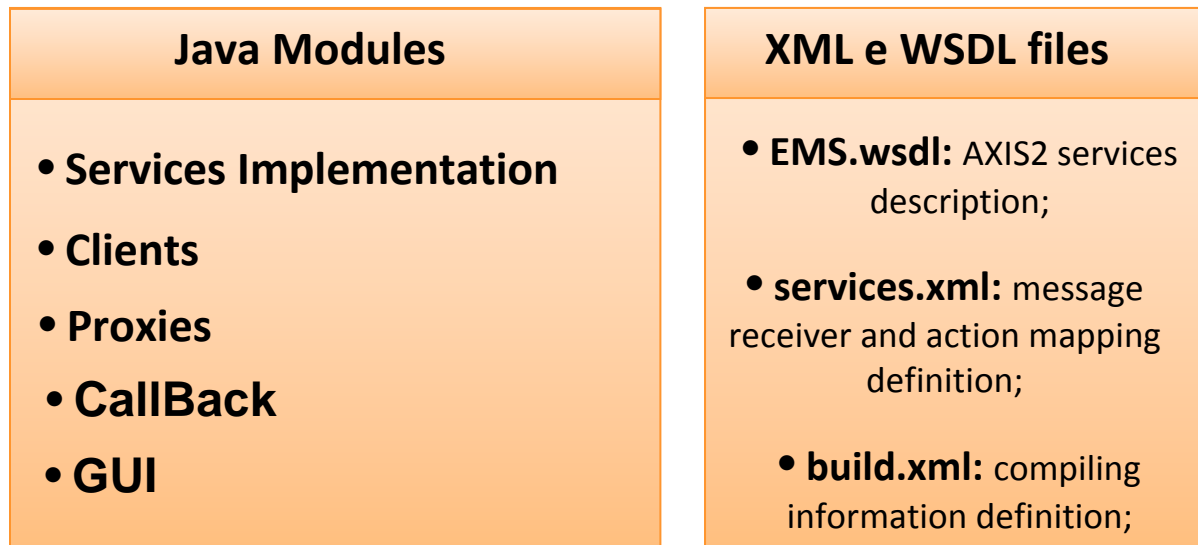 Java Modules
• Services Implementation
• Clients
• Proxies
• CallBack
• GUI
XML e WSDL files
• EMS.wsdl: AXIS2 services
description;
• services.xml: message
receiver and action mapping
definition;
• build.xml: compiling
information definition;